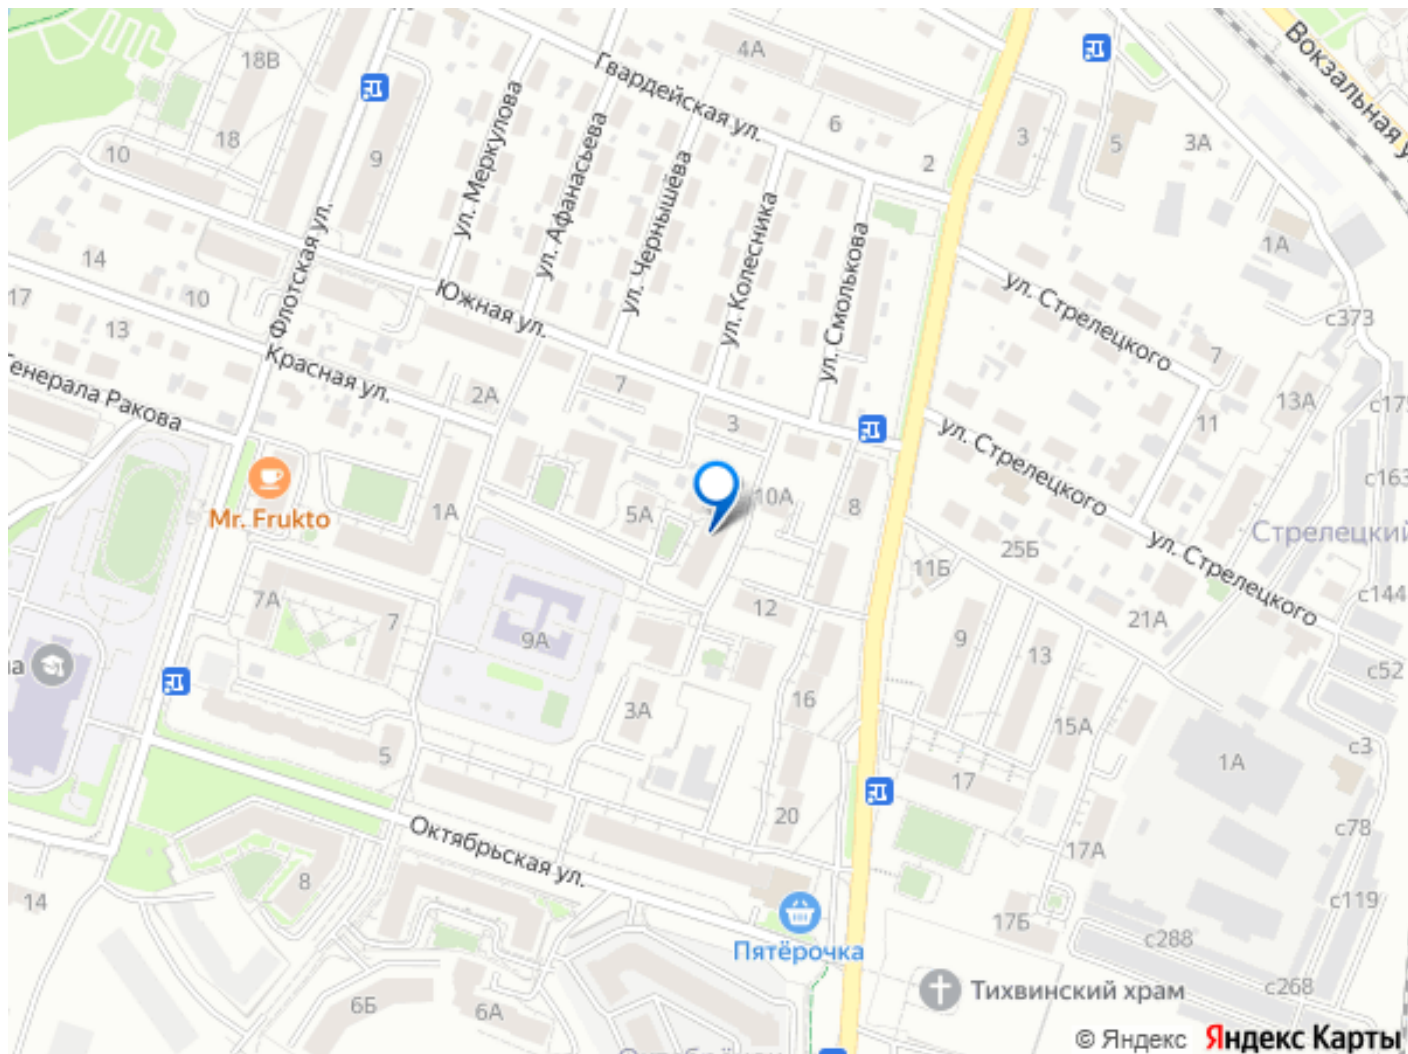 Вокзальная у
4А
18В
Гвардейская ул.
6
2
3
5
3А
18
9
10
ул. Меркулова
ул. Афанасьева
ул. Чернышёва
ул. Колесника
ул. Смолькова
Флотская ул.
1А
14
10
17
13
Южная ул.
ул. Стрелецкого
с373
7
Красная ул.
2А
7
3
11
13А
Генерала Ракова
ул. Стрелецкого
с163
Mr. Frukto
1А
5А
10А
8
25Б
Стрелецкий
ул. Стрелецкого
11Б
7А
7
9А
12
9
13
21А
с144
на
с52
3А
16
15А
5
с3
1А
17
20
с78
Октябрьская ул.
17А
8
14
с119
17Б
Пятёрочка
с288
6Б
6А
Тихвинский храм
с268
© Яндекс Яндекс Карты